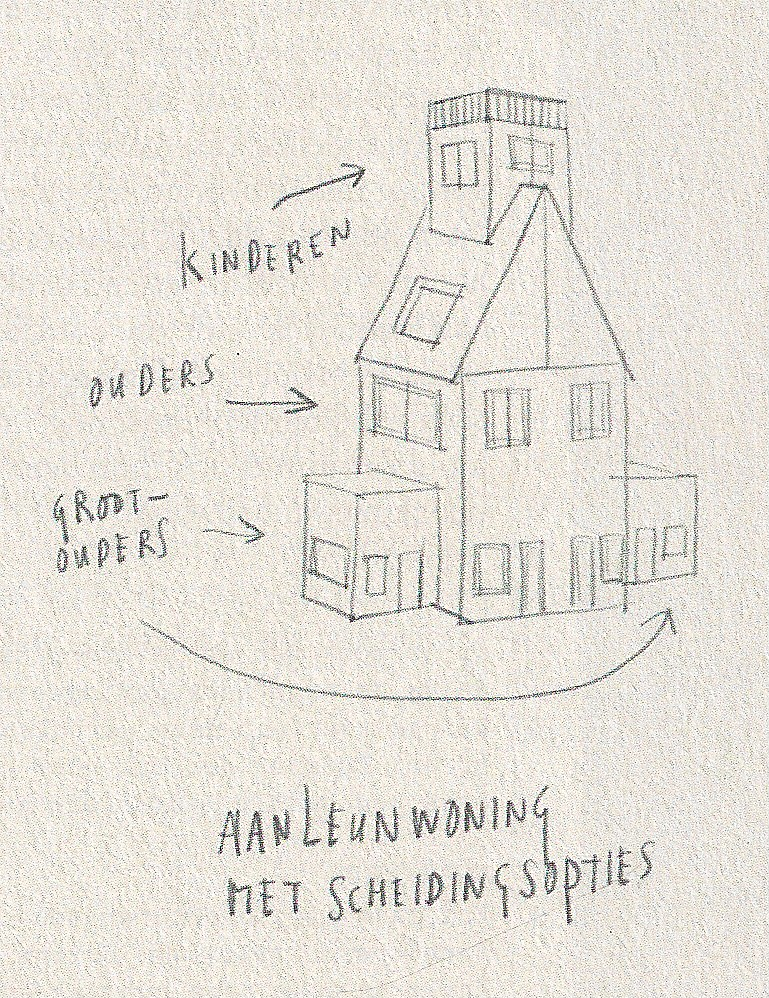 KINDEREN
OUDERS
GROOT-
OUDERS
AANLEUNWONING
MET SCHEIDINGSOPTIES